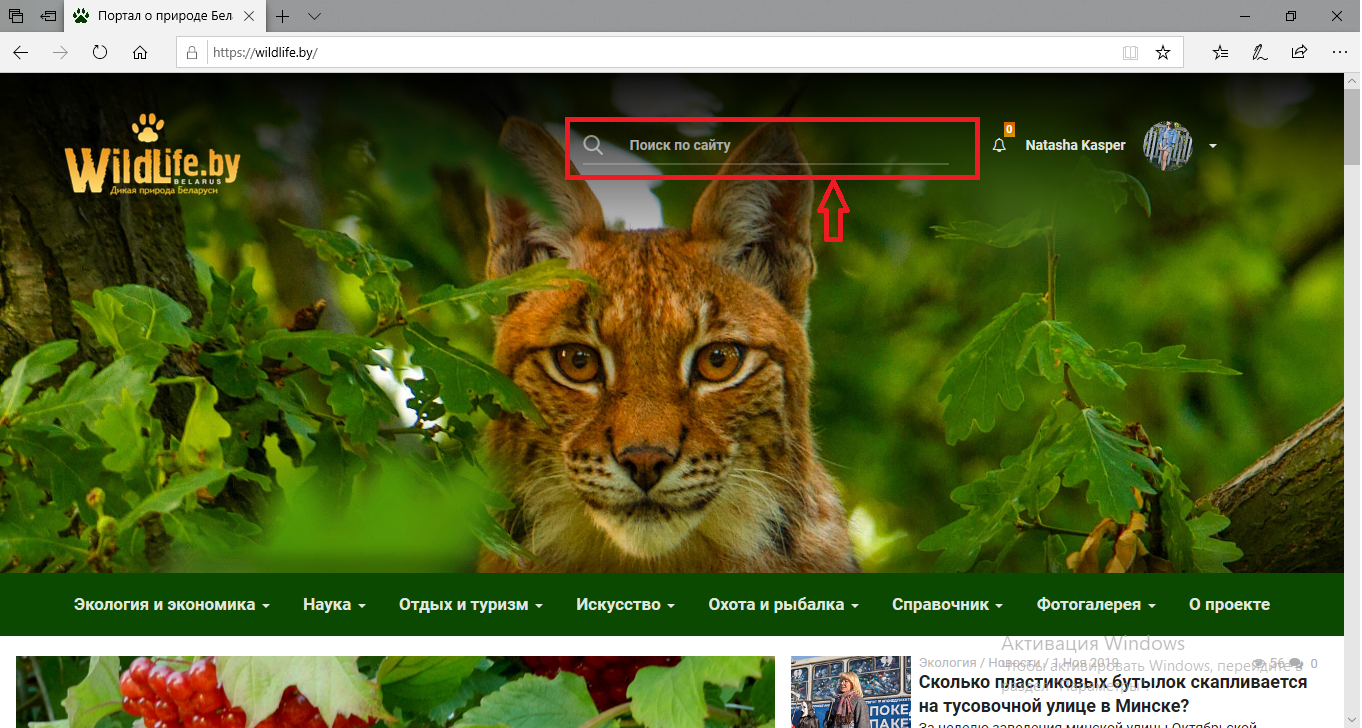 Портал о природе Бел
https://wildlife.by/
WildLife.by
BELARUS
Дикая природа Беларуси
Поиск по сайту
0
Natasha Kasper
Экология и экономика
Наука
Отдых и туризм
Искусство
Охота и рыбалка
Справочник
Фотогалерея
О проекте
Активация Windows
Чтобы активировать Windows, перейдите в
раздел "Параметры".
Экология / Новости / 1 Ноя 2019
56
0
Сколько пластиковых бутылок скапливается
на тусовочной улице в Минске?
За неделю заведения минской улицы Октябрьской
ПОКЕ
ПАКЕТ